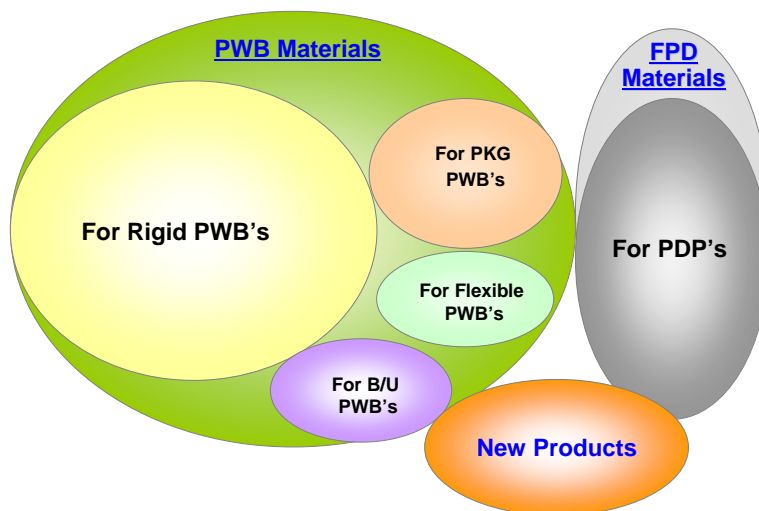 PWB Materials
FPD
Materials
For PKG
PWB’s
For Rigid PWB’s
For PDP’s
For Flexible
PWB’s
For B/U
PWB’s
New Products